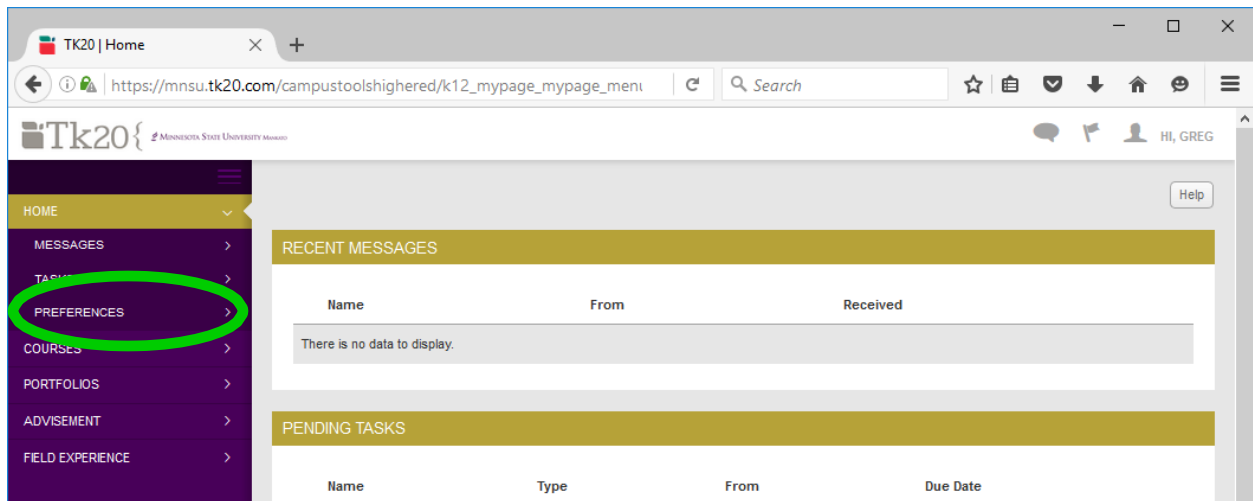 TK20 | Home
https://mnsu.tk20.com/campustoolshighered/k12_mypage_mypage_menu
Search
Tk20{ MINNESOTA STATE UNIVERSITY MANKATO
HI, GREG
Help
HOME
MESSAGES
TASKS
PREFERENCES
COURSES
PORTFOLIOS
ADVISEMENT
FIELD EXPERIENCE
RECENT MESSAGES
Name From Received
There is no data to display.
PENDING TASKS
Name Type From Due Date